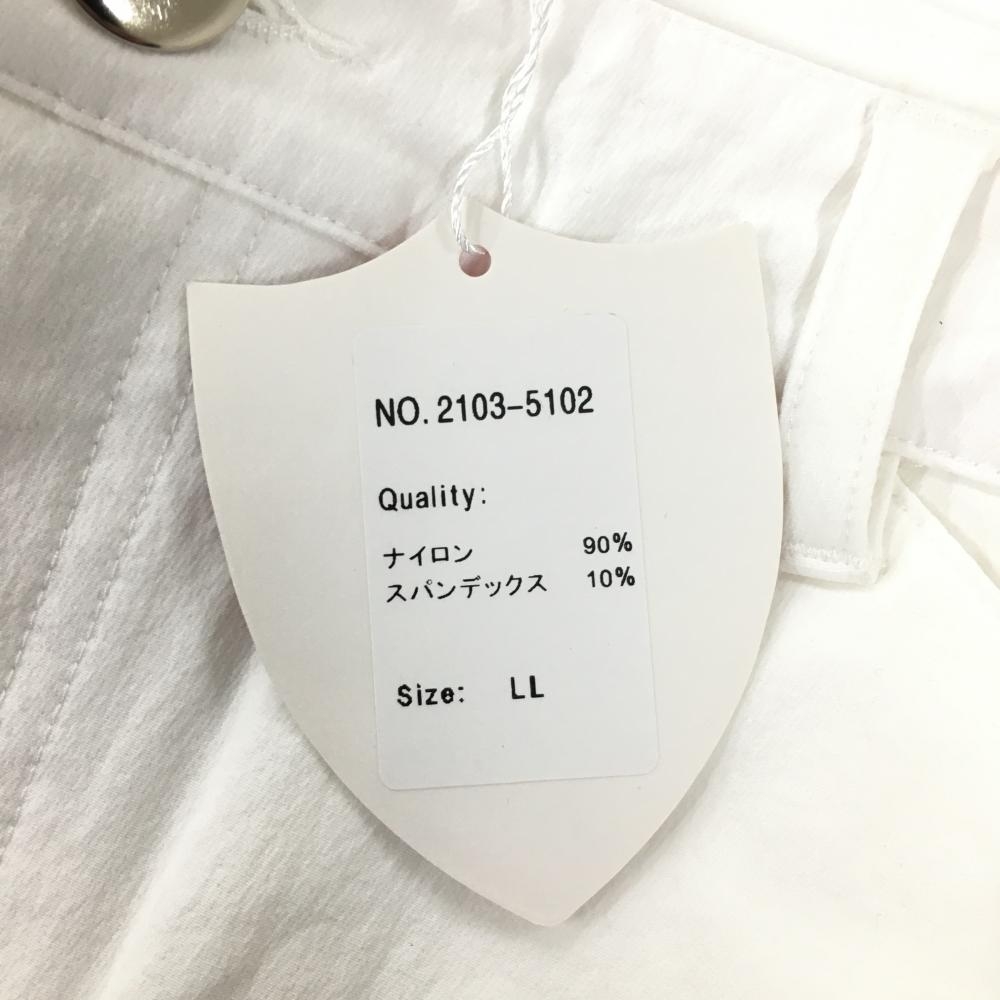 NO. 2103-5102
Quality:
ナイロン 90%
スパンデックス 10%
Size: LL